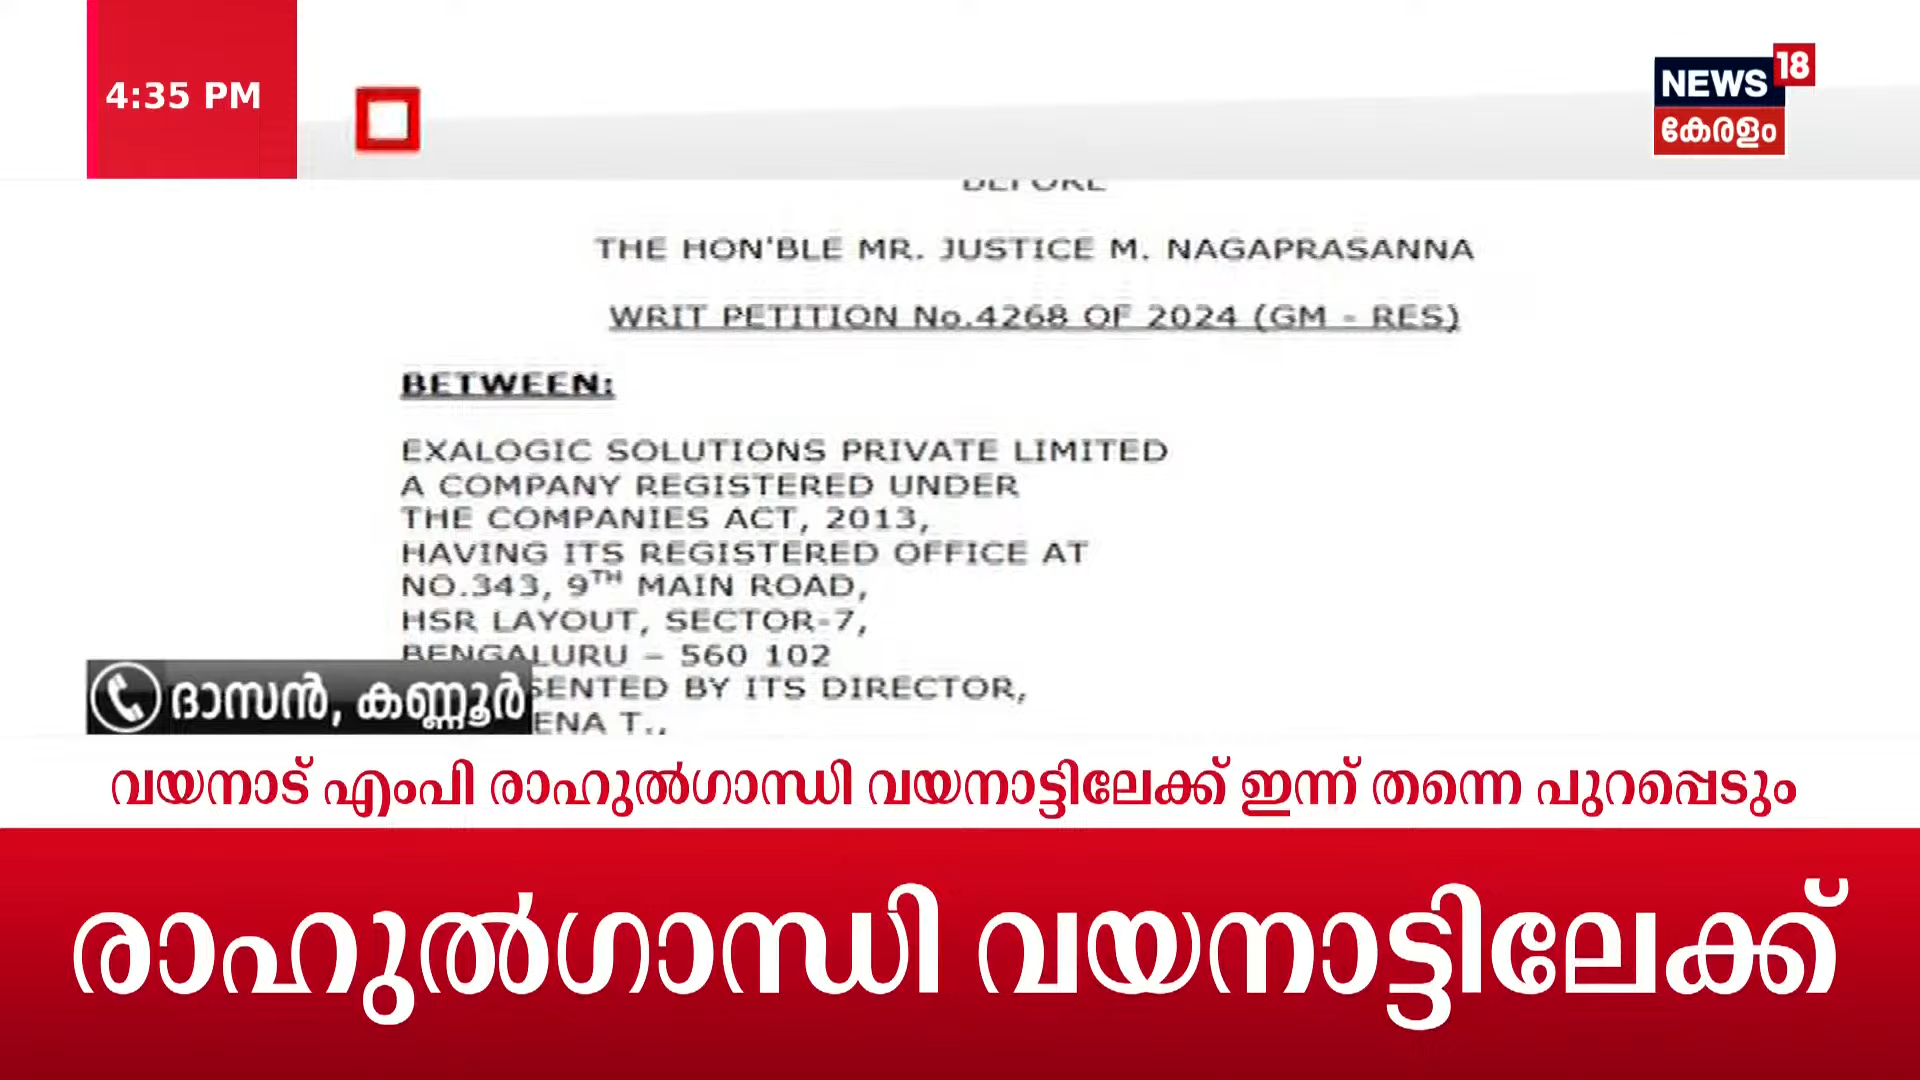 4:35 PM
NEWS 18
കേരളം
BEFORE
THE HON'BLE MR. JUSTICE M. NAGAPRASANNA
WRIT PETITION No.4268 OF 2024 (GM - RES)
BETWEEN:
EXALOGIC SOLUTIONS PRIVATE LIMITED
A COMPANY REGISTERED UNDER
THE COMPANIES ACT, 2013,
HAVING ITS REGISTERED OFFICE AT
NO.343, 9TH MAIN ROAD,
HSR LAYOUT, SECTOR-7,
BENGALURU – 560 102
SENTED BY ITS DIRECTOR,
ENA T.,
ദാസൻ, കണ്ണൂർ
വയനാട് എംപി രാഹുൽഗാന്ധി വയനാട്ടിലേക്ക് ഇന്ന് തന്നെ പുറപ്പെടും
രാഹുൽഗാന്ധി വയനാട്ടിലേക്ക്